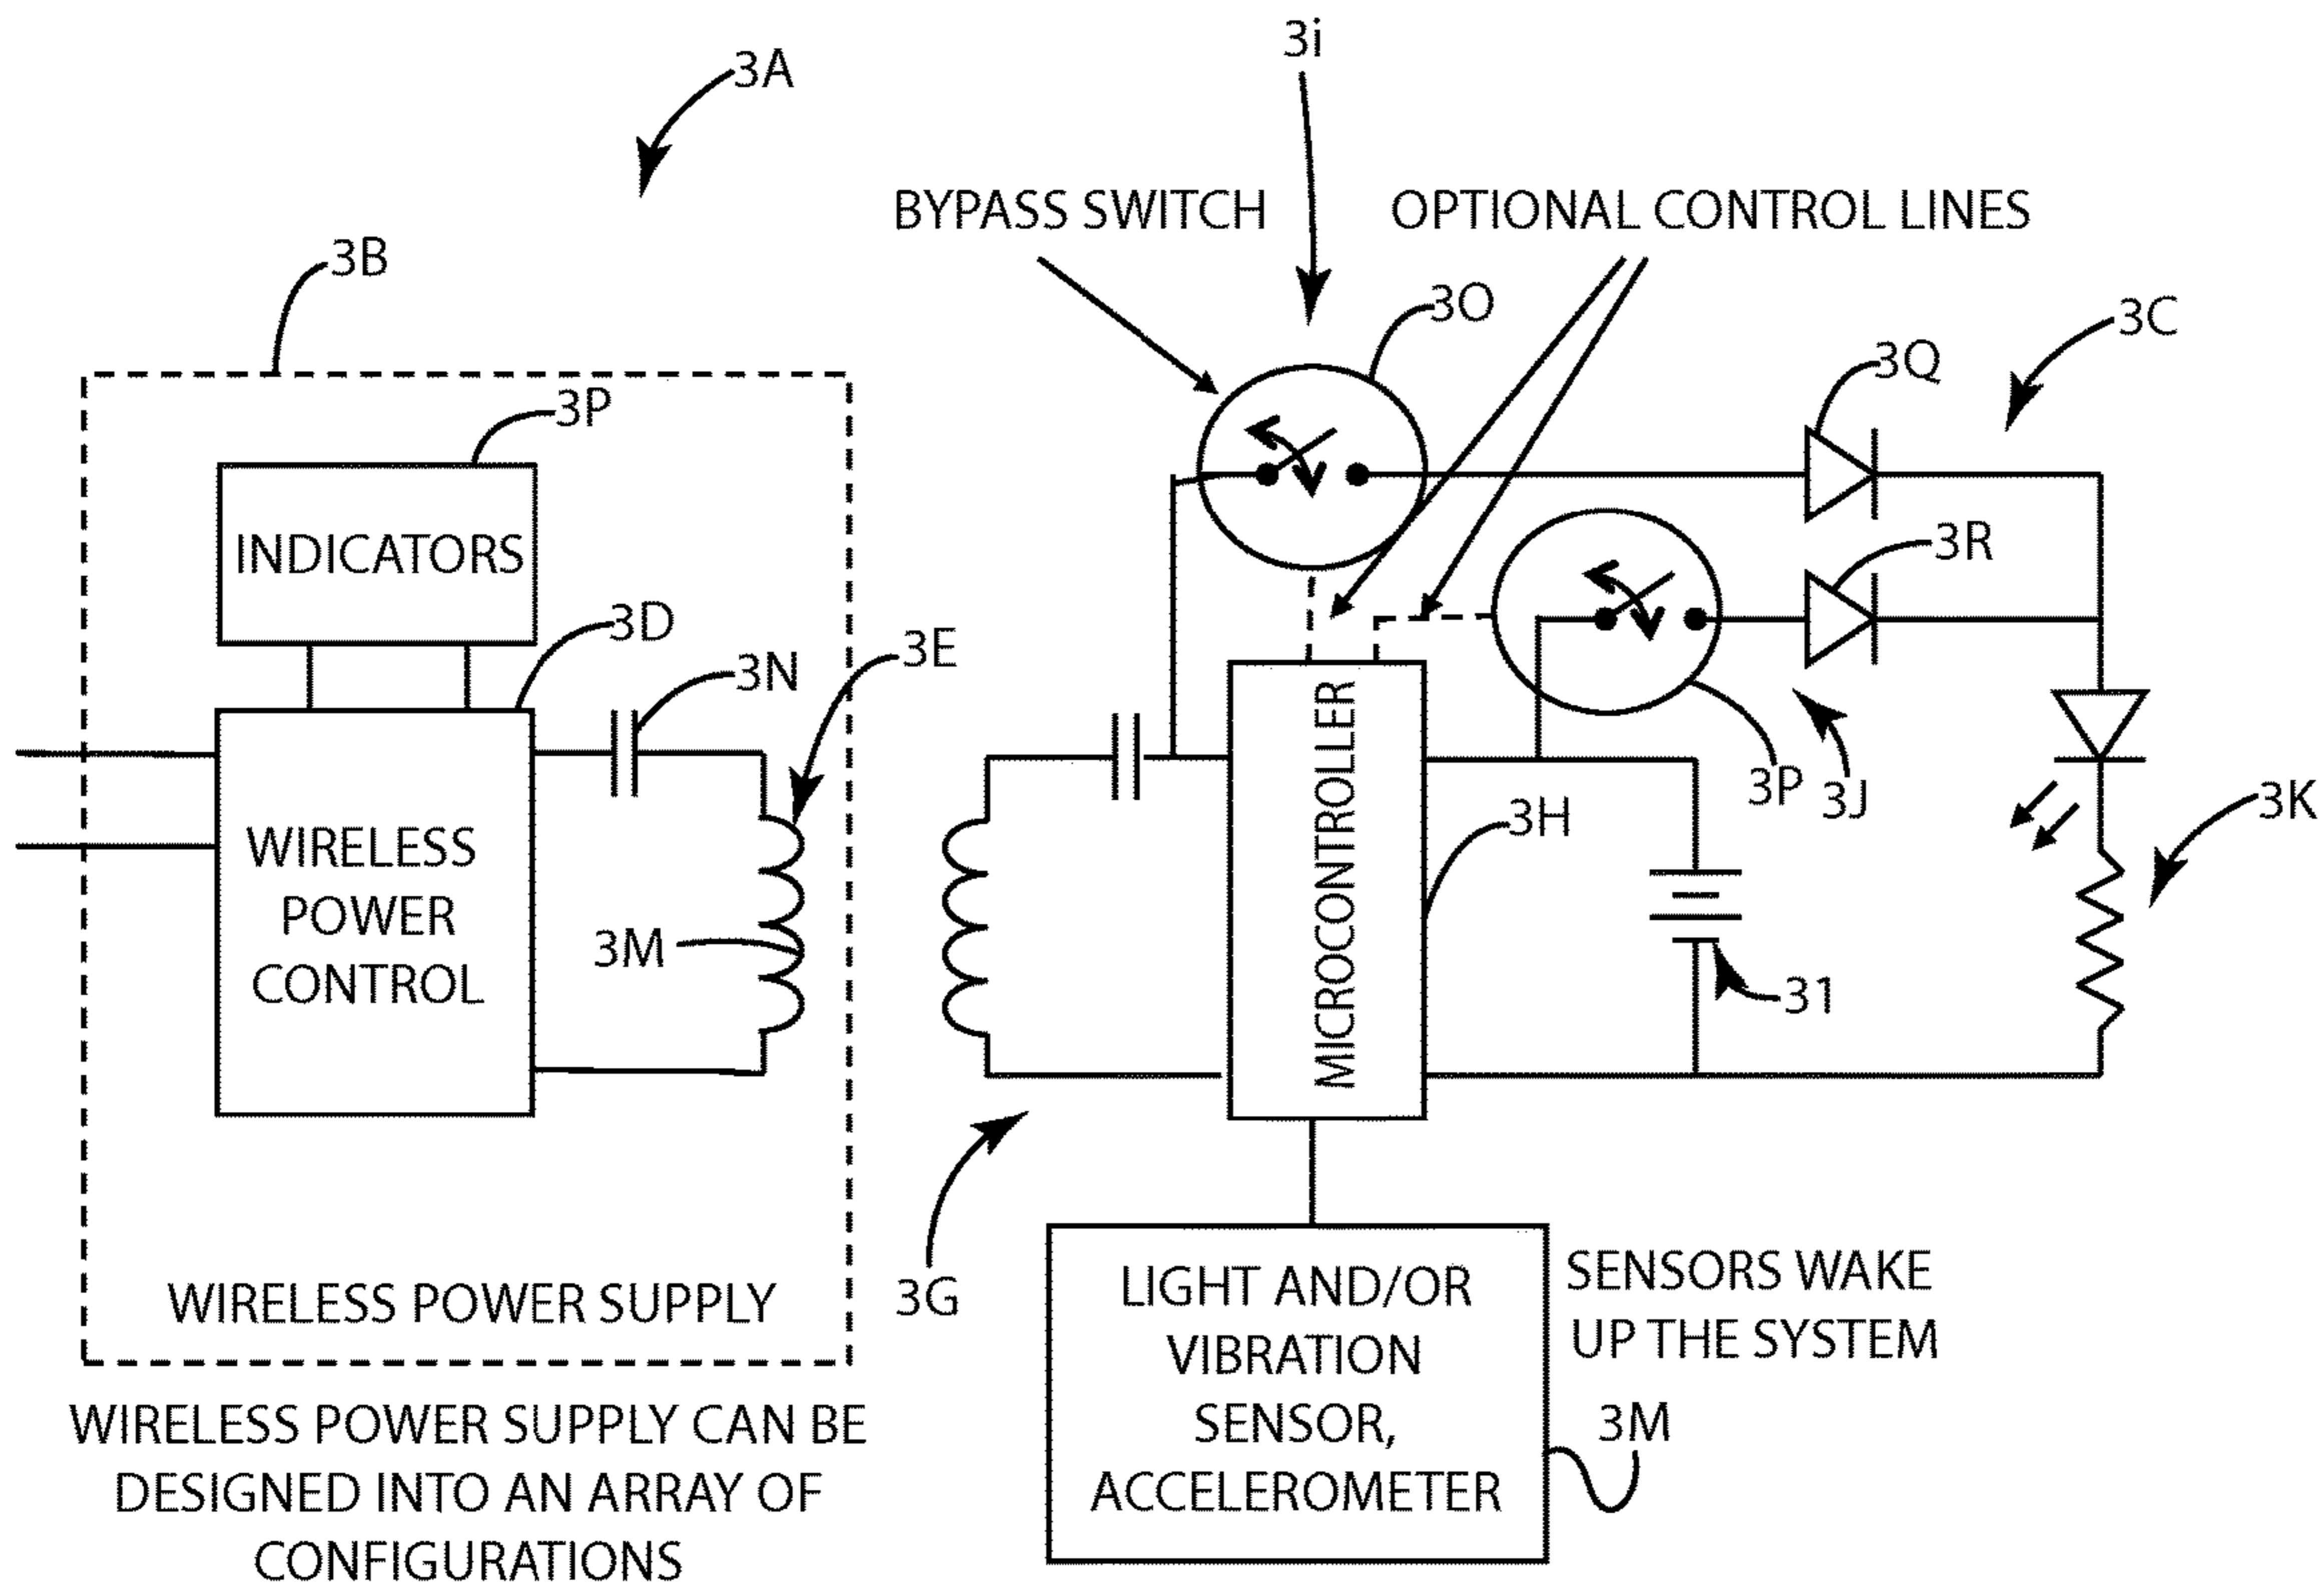 3A
3i
BYPASS SWITCH
OPTIONAL CONTROL LINES
3B
3O
3C
3Q
3P
INDICATORS
3R
3D
3N
3E
WIRELESS
POWER
CONTROL
3M
MICROCONTROLLER
3H
3P
3J
3K
31
3G
WIRELESS POWER SUPPLY
WIRELESS POWER SUPPLY CAN BE
DESIGNED INTO AN ARRAY OF
CONFIGURATIONS
LIGHT AND/OR
VIBRATION
SENSOR,
ACCELEROMETER
SENSORS WAKE
UP THE SYSTEM
3M